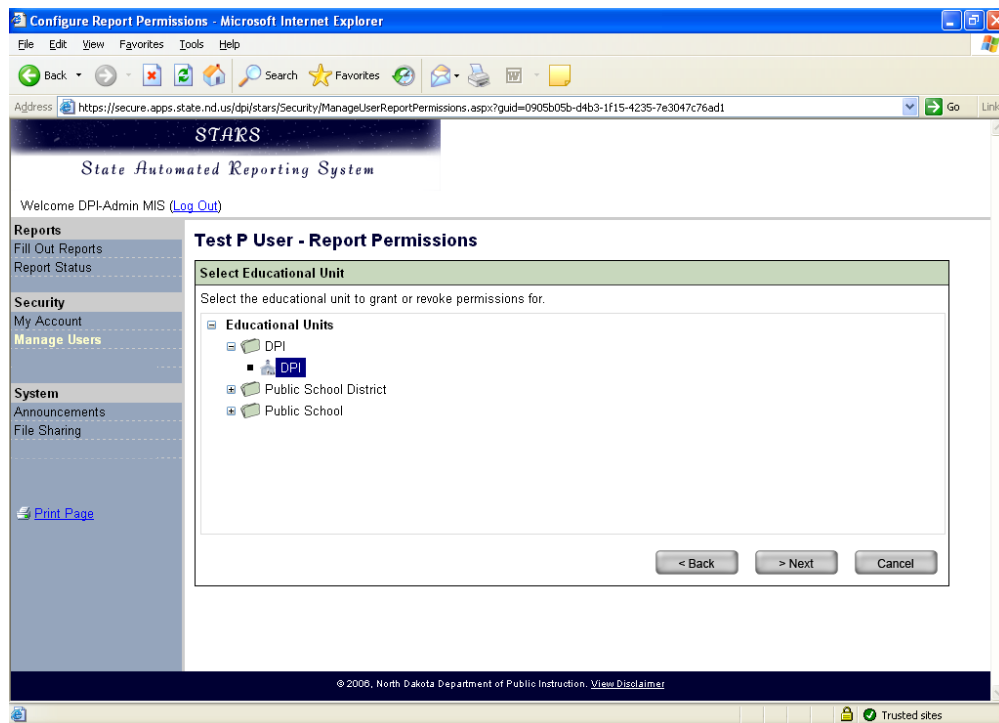 Configure Report Permissions - Microsoft Internet Explorer
File Edit View Favorites Tools Help
Back Search Favorites
Address https://secure.apps.state.nd.us/dpi/stars/Security/ManageUserReportPermissions.aspx?guid=0905b05b-d4b3-1f15-4235-7e3047c76ad1 Go Link
STARS
State Automated Reporting System
Welcome DPI-Admin MIS (Log Out)
Reports
Fill Out Reports
Report Status
Security
My Account
Manage Users
System
Announcements
File Sharing
Print Page
Test P User - Report Permissions
Select Educational Unit
Select the educational unit to grant or revoke permissions for.
Educational Units
DPI
DPI
Public School District
Public School
< Back > Next Cancel
© 2006, North Dakota Department of Public Instruction. View Disclaimer
Trusted sites